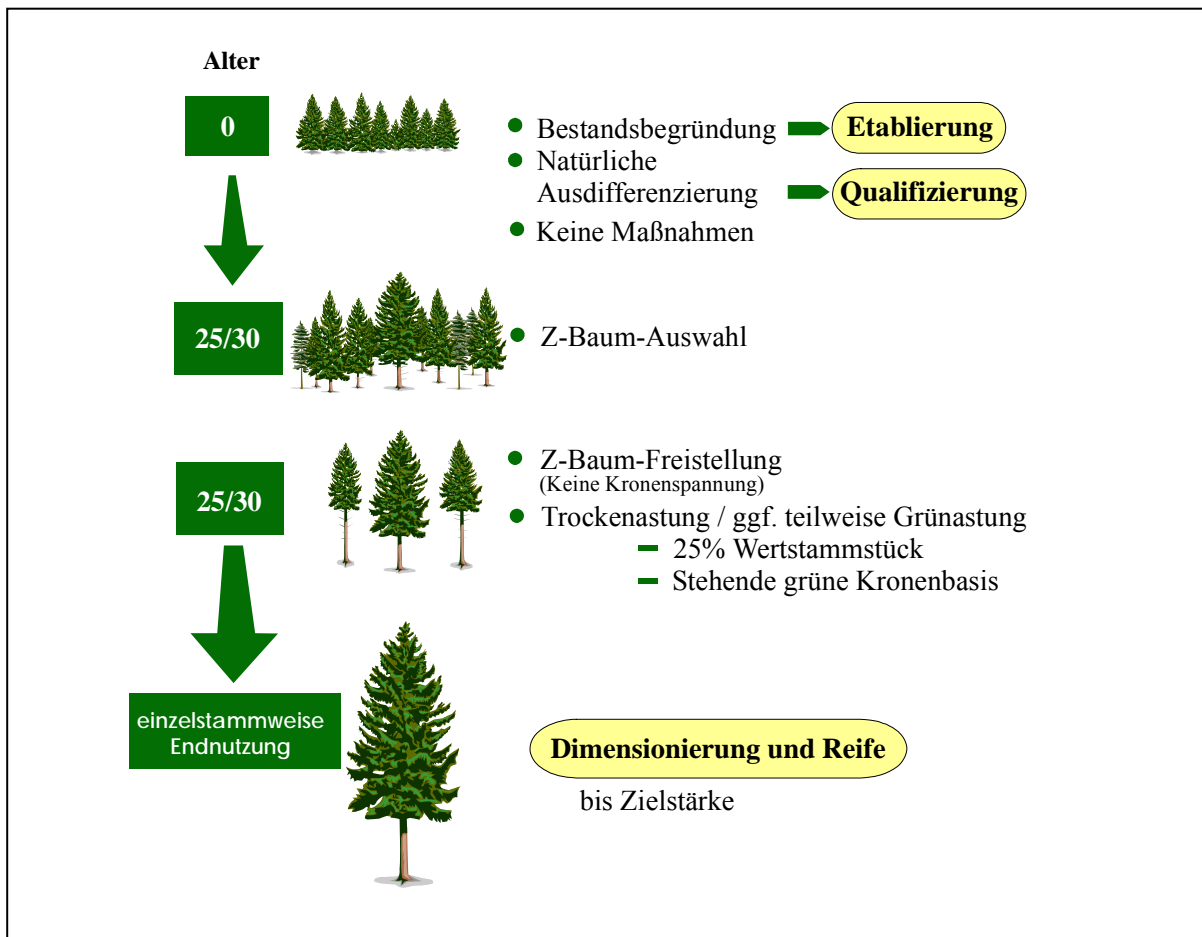 Alter
0
• Bestandsbegründung
Etablierung
• Natürliche
Ausdifferenzierung
Qualifizierung
• Keine Maßnahmen
25/30
• Z-Baum-Auswahl
25/30
• Z-Baum-Freistellung
(Keine Kronenspannung)
• Trockenastung / ggf. teilweise Grünastung
– 25% Wertstammstück
– Stehende grüne Kronenbasis
einzelstammweise
Endnutzung
Dimensionierung und Reife
bis Zielstärke